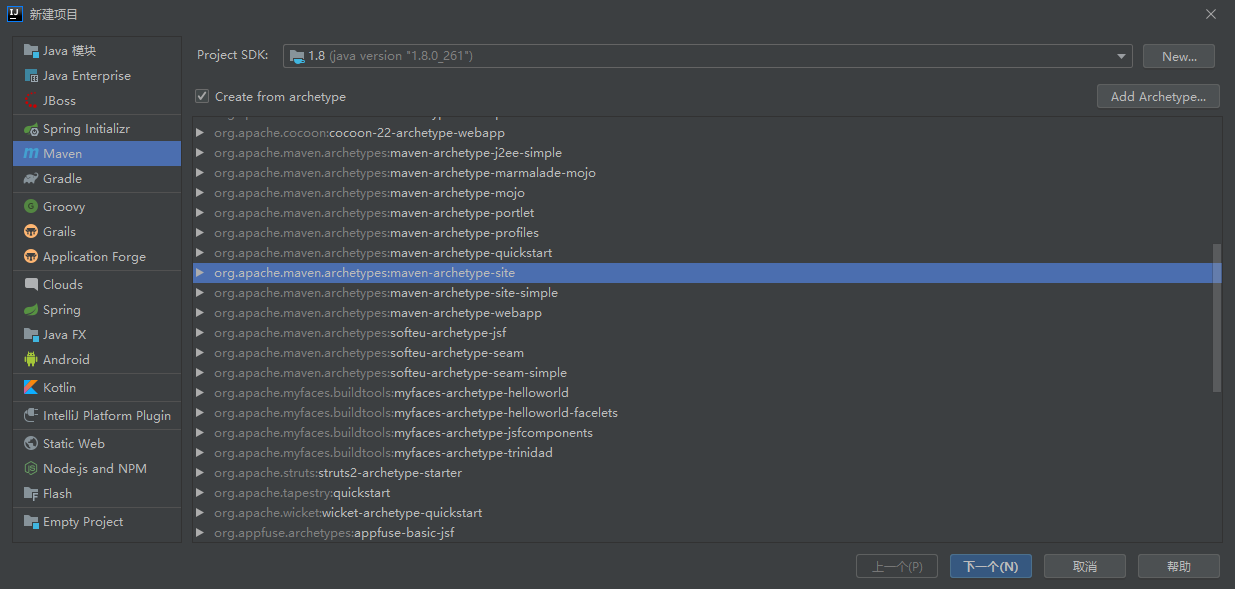 新建项目
Java 模块
Java Enterprise
JBoss
Spring Initializr
Maven
Gradle
Groovy
Grails
Application Forge
Clouds
Spring
Java FX
Android
Kotlin
IntelliJ Platform Plugin
Static Web
Node.js and NPM
Flash
Empty Project
Project SDK: 1.8 (java version "1.8.0_261") New...
Create from archetype Add Archetype...
org.apache.cocoon:cocoon-22-archetype-webapp
org.apache.maven.archetypes:maven-archetype-j2ee-simple
org.apache.maven.archetypes:maven-archetype-marmalade-mojo
org.apache.maven.archetypes:maven-archetype-mojo
org.apache.maven.archetypes:maven-archetype-portlet
org.apache.maven.archetypes:maven-archetype-profiles
org.apache.maven.archetypes:maven-archetype-quickstart
org.apache.maven.archetypes:maven-archetype-site
org.apache.maven.archetypes:maven-archetype-site-simple
org.apache.maven.archetypes:maven-archetype-webapp
org.apache.maven.archetypes:softeu-archetype-jsf
org.apache.maven.archetypes:softeu-archetype-seam
org.apache.maven.archetypes:softeu-archetype-seam-simple
org.apache.myfaces.buildtools:myfaces-archetype-helloworld
org.apache.myfaces.buildtools:myfaces-archetype-helloworld-facelets
org.apache.myfaces.buildtools:myfaces-archetype-jsfcomponents
org.apache.myfaces.buildtools:myfaces-archetype-trinidad
org.apache.struts:struts2-archetype-starter
org.apache.tapestry:quickstart
org.apache.wicket:wicket-archetype-quickstart
org.appfuse.archetypes:appfuse-basic-jsf
上一个(P) 下一个(N) 取消 帮助